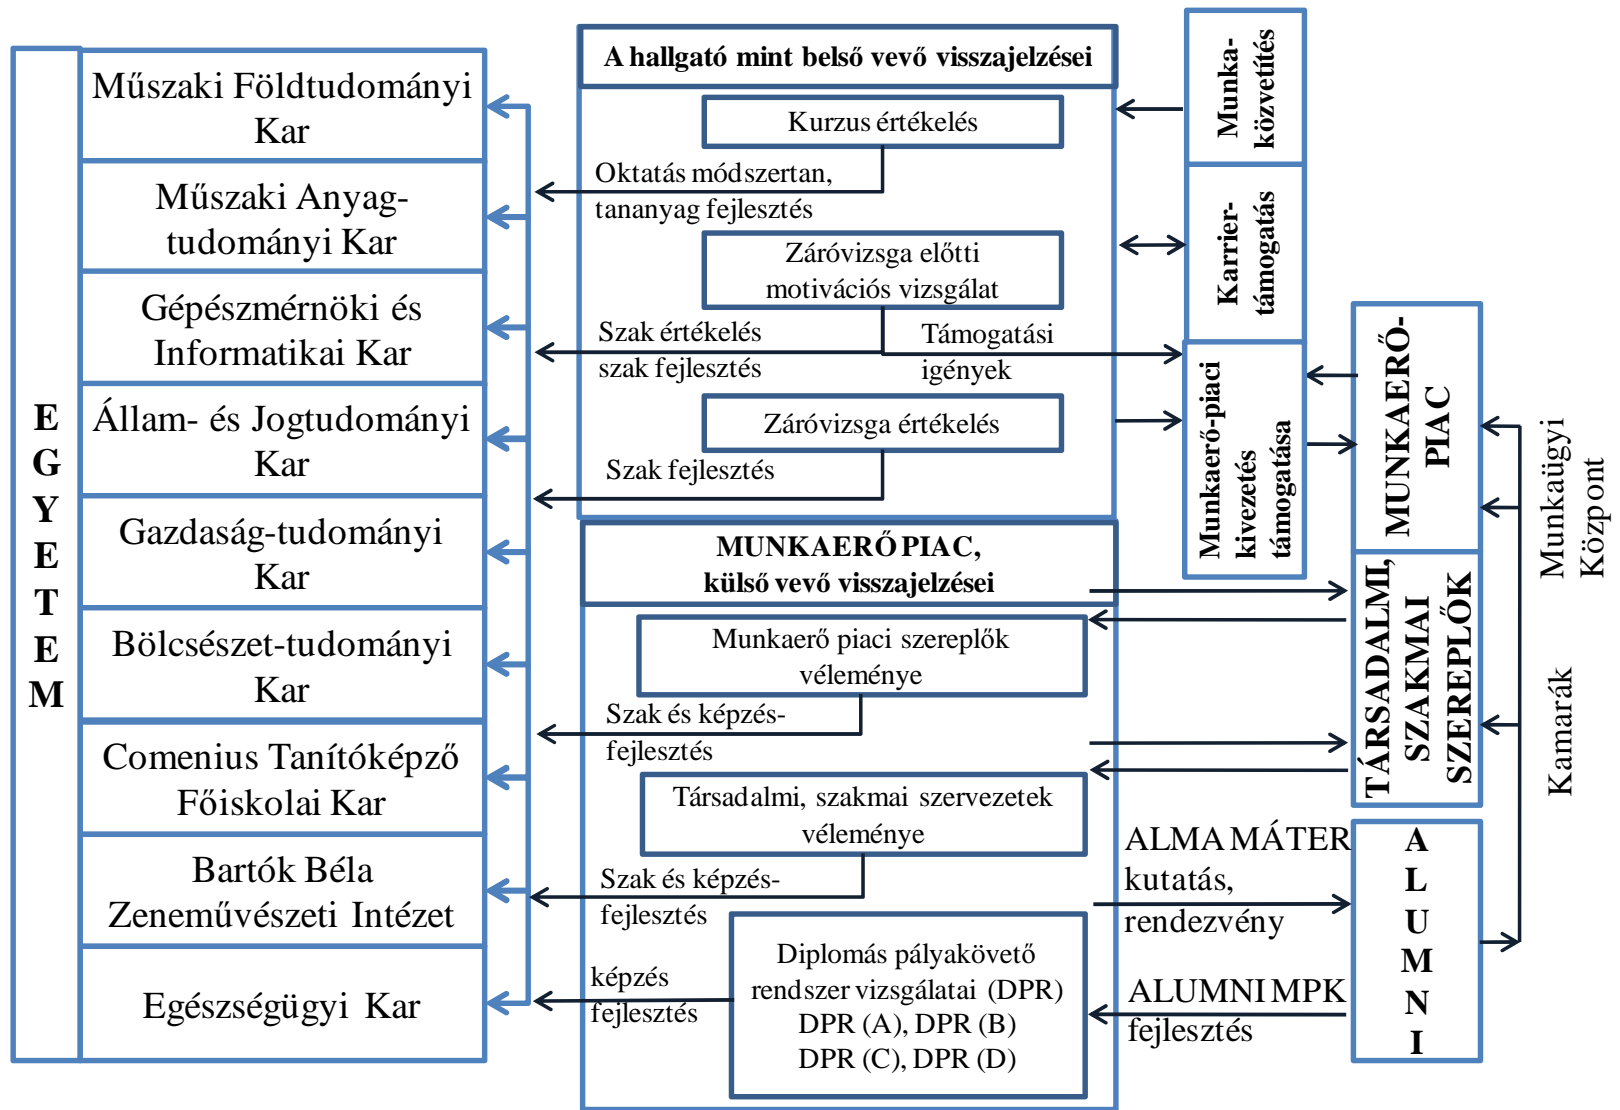 EGYETEM
Műszaki Földtudományi
Kar
Műszaki Anyag-
tudományi Kar
Gépészmérnöki és
Informatikai Kar
Állam- és Jogtudományi
Kar
Gazdaság-tudományi
Kar
Bölcsészet-tudományi
Kar
Comenius Tanítóképző
Főiskolai Kar
Bartók Béla
Zeneművészeti Intézet
Egészségügyi Kar
A hallgató mint belső vevő visszajelzései
Kurzus értékelés
Oktatás módszertan,
tananyag fejlesztés
Záróvizsga előtti
motivációs vizsgálat
Szak értékelés
szak fejlesztés
Támogatási
igények
Záróvizsga értékelés
Szak fejlesztés
MUNKAERŐ PIAC,
külső vevő visszajelzései
Munkaerő piaci szereplők
véleménye
Szak és képzés-
fejlesztés
Társadalmi, szakmai szervezetek
véleménye
Szak és képzés-
fejlesztés
Diplomás pályakövető
rendszer vizsgálatai (DPR)
DPR (A), DPR (B)
DPR (C), DPR (D)
képzés
fejlesztés
Munka-
közvetítés
Karrier-
támogatás
Munkaerő-piaci
kivezetés
támogatása
MUNKAERŐ-
PIAC
TÁRSADALMI,
SZAKMAI
SZEREPLŐK
ALMA MÁTER
kutatás,
rendezvény
ALUMNI MPK
fejlesztés
ALUMNI
Munkaügyi
Központ
Kamarák